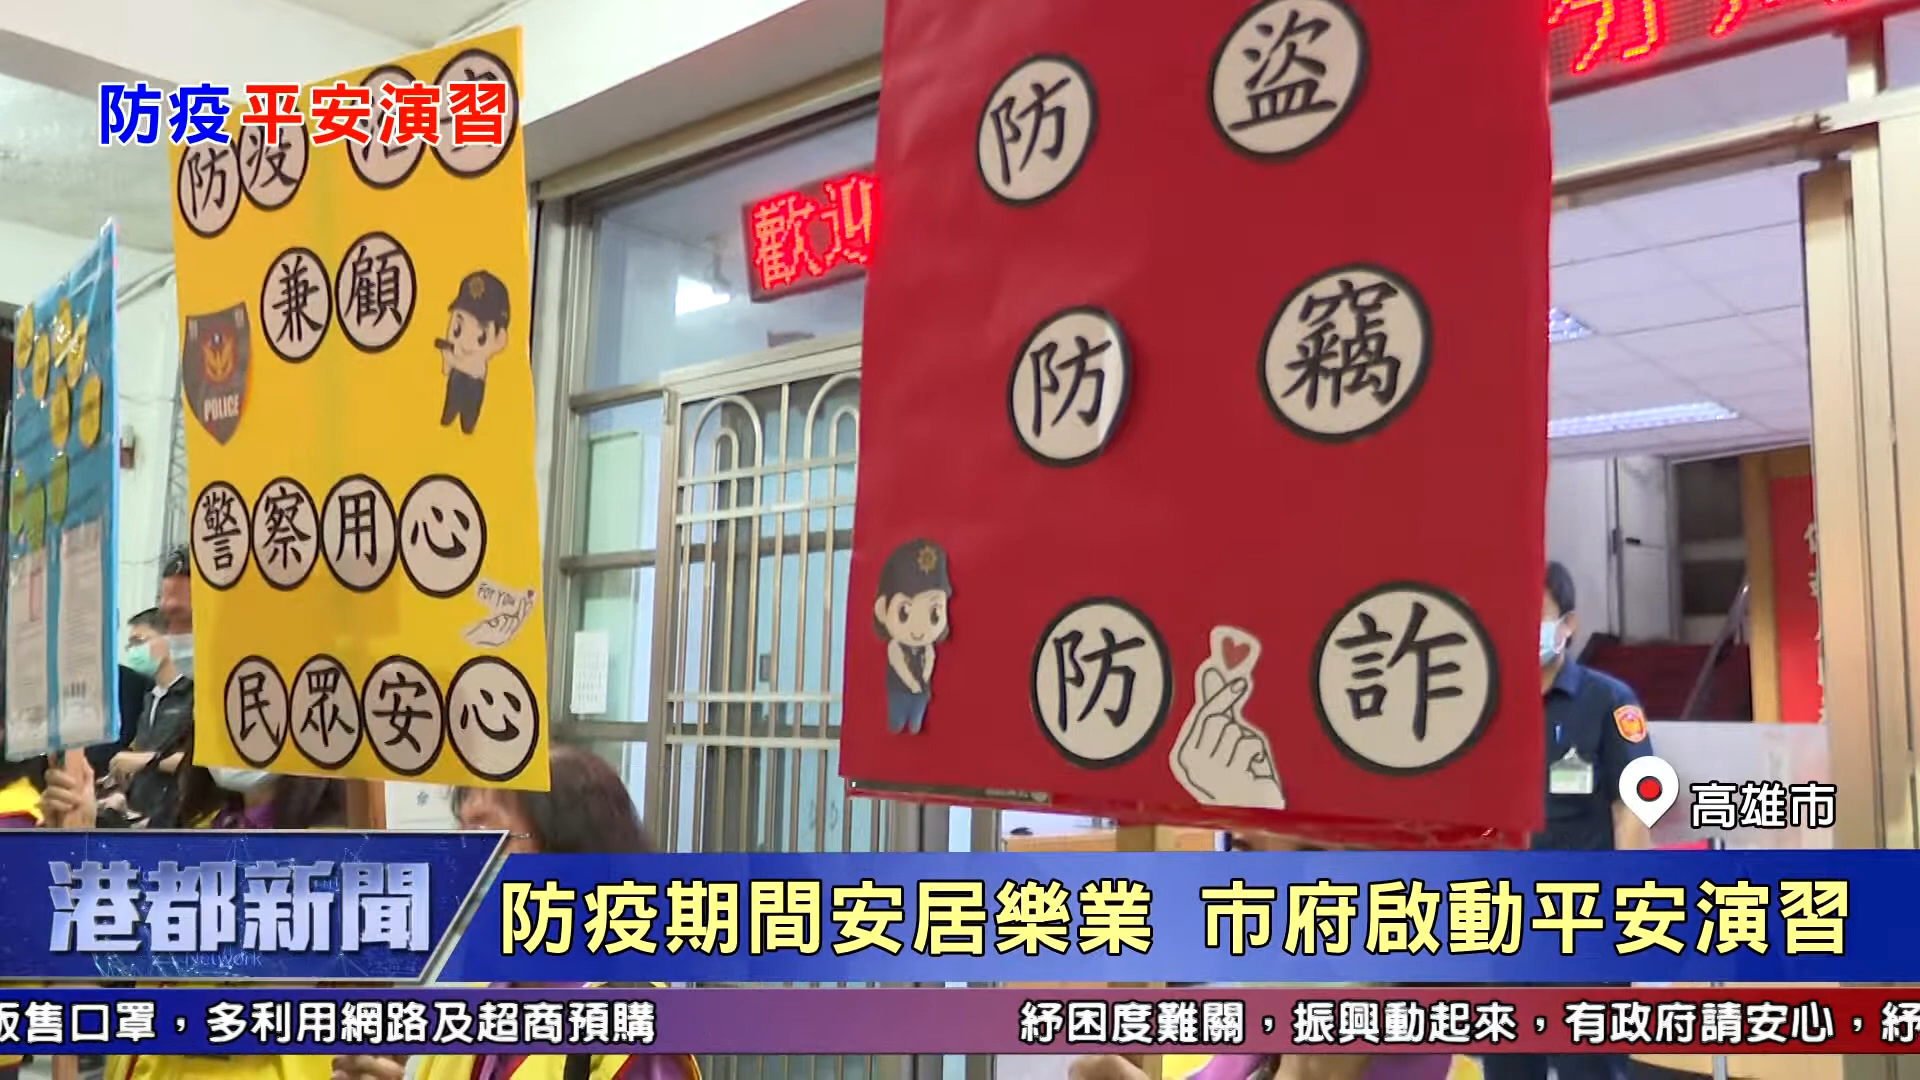 防疫平安演習
防疫治安
兼顧
POLICE
警察用心
FOR YOU
民眾安心
歡迎
防盜
防竊
防詐
高雄市
港都新聞
Network
防疫期間安居樂業 市府啟動平安演習
販售口罩，多利用網路及超商預購 紓困度難關，振興動起來，有政府請安心，紓